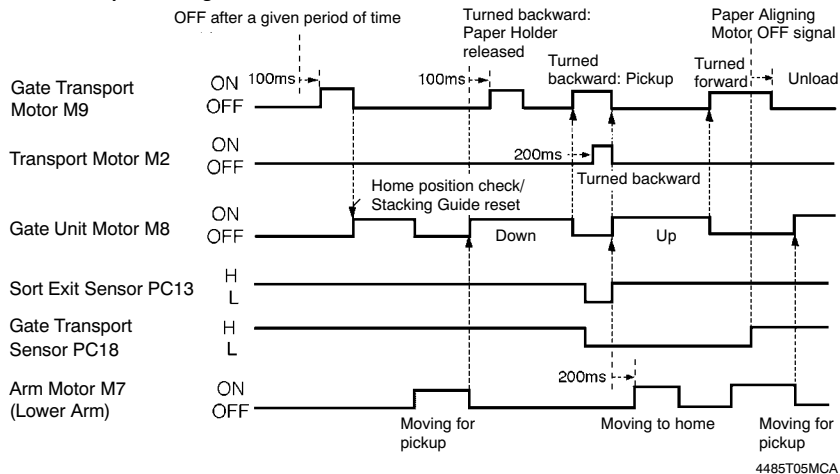 OFF after a given period of time
Turned backward:
Paper Holder
released
Paper Aligning
Motor OFF signal
Turned
backward: Pickup
Turned
forward
Unload
100ms
100ms
Gate Transport
Motor M9
ON
OFF
Transport Motor M2
ON
OFF
200ms
Turned backward
Home position check/
Stacking Guide reset
Gate Unit Motor M8
ON
OFF
Down
Up
Sort Exit Sensor PC13
H
L
Gate Transport
Sensor PC18
H
L
200ms
Arm Motor M7
(Lower Arm)
ON
OFF
Moving for
pickup
Moving to home
Moving for
pickup
4485T05MCA